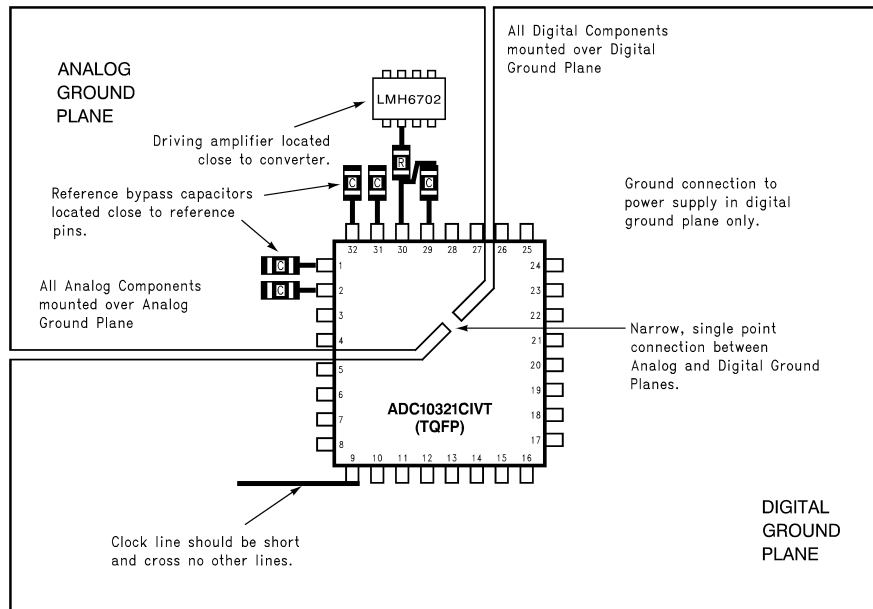 All Digital Components
mounted over Digital
Ground Plane
ANALOG
GROUND
PLANE
LMH6702
Driving amplifier located
close to converter.
R
C
C
C
Reference bypass capacitors
located close to reference
pins.
Ground connection to
power supply in digital
ground plane only.
32
31
30
29
28
27
26
25
C
C
1
2
3
4
5
6
7
8
24
23
22
21
20
19
18
17
All Analog Components
mounted over Analog
Ground Plane
Narrow, single point
connection between
Analog and Digital Ground
Planes.
ADC10321CIVT
(TQFP)
9
10
11
12
13
14
15
16
Clock line should be short
and cross no other lines.
DIGITAL
GROUND
PLANE